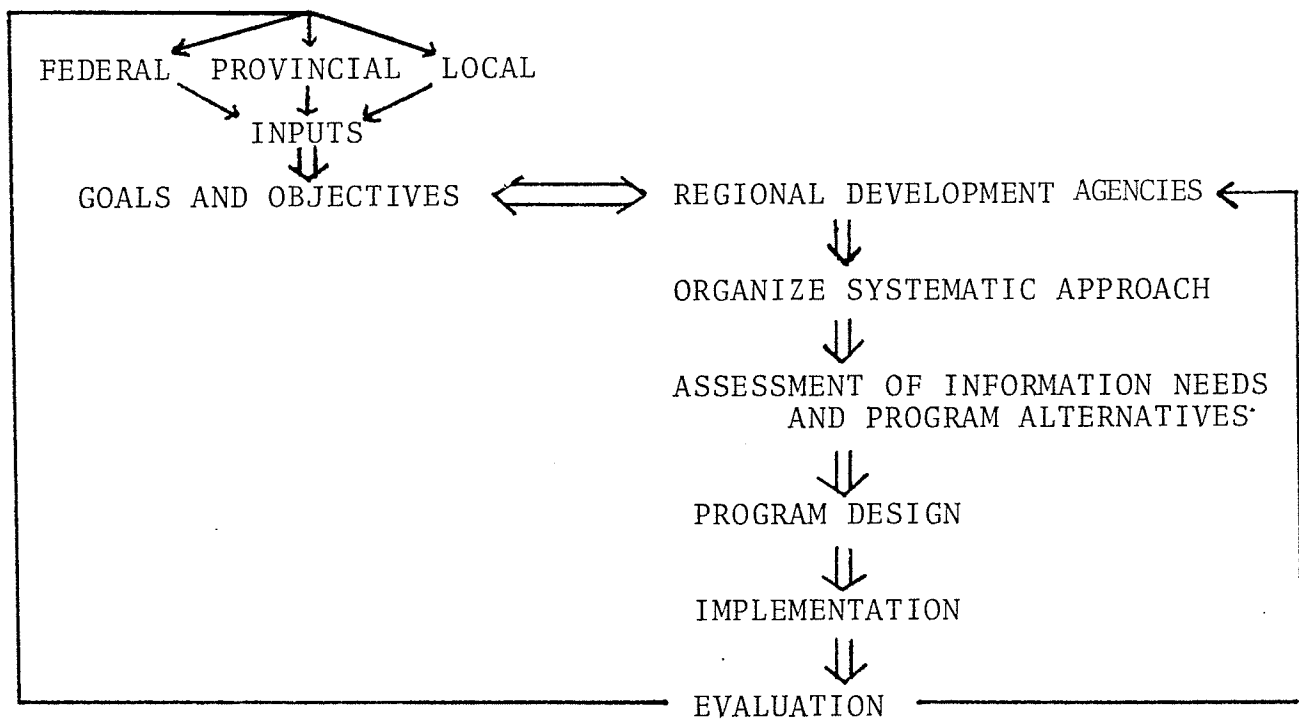 FEDERAL PROVINCIAL LOCAL
INPUTS
GOALS AND OBJECTIVES
REGIONAL DEVELOPMENT AGENCIES
ORGANIZE SYSTEMATIC APPROACH
ASSESSMENT OF INFORMATION NEEDS
AND PROGRAM ALTERNATIVES
PROGRAM DESIGN
IMPLEMENTATION
EVALUATION